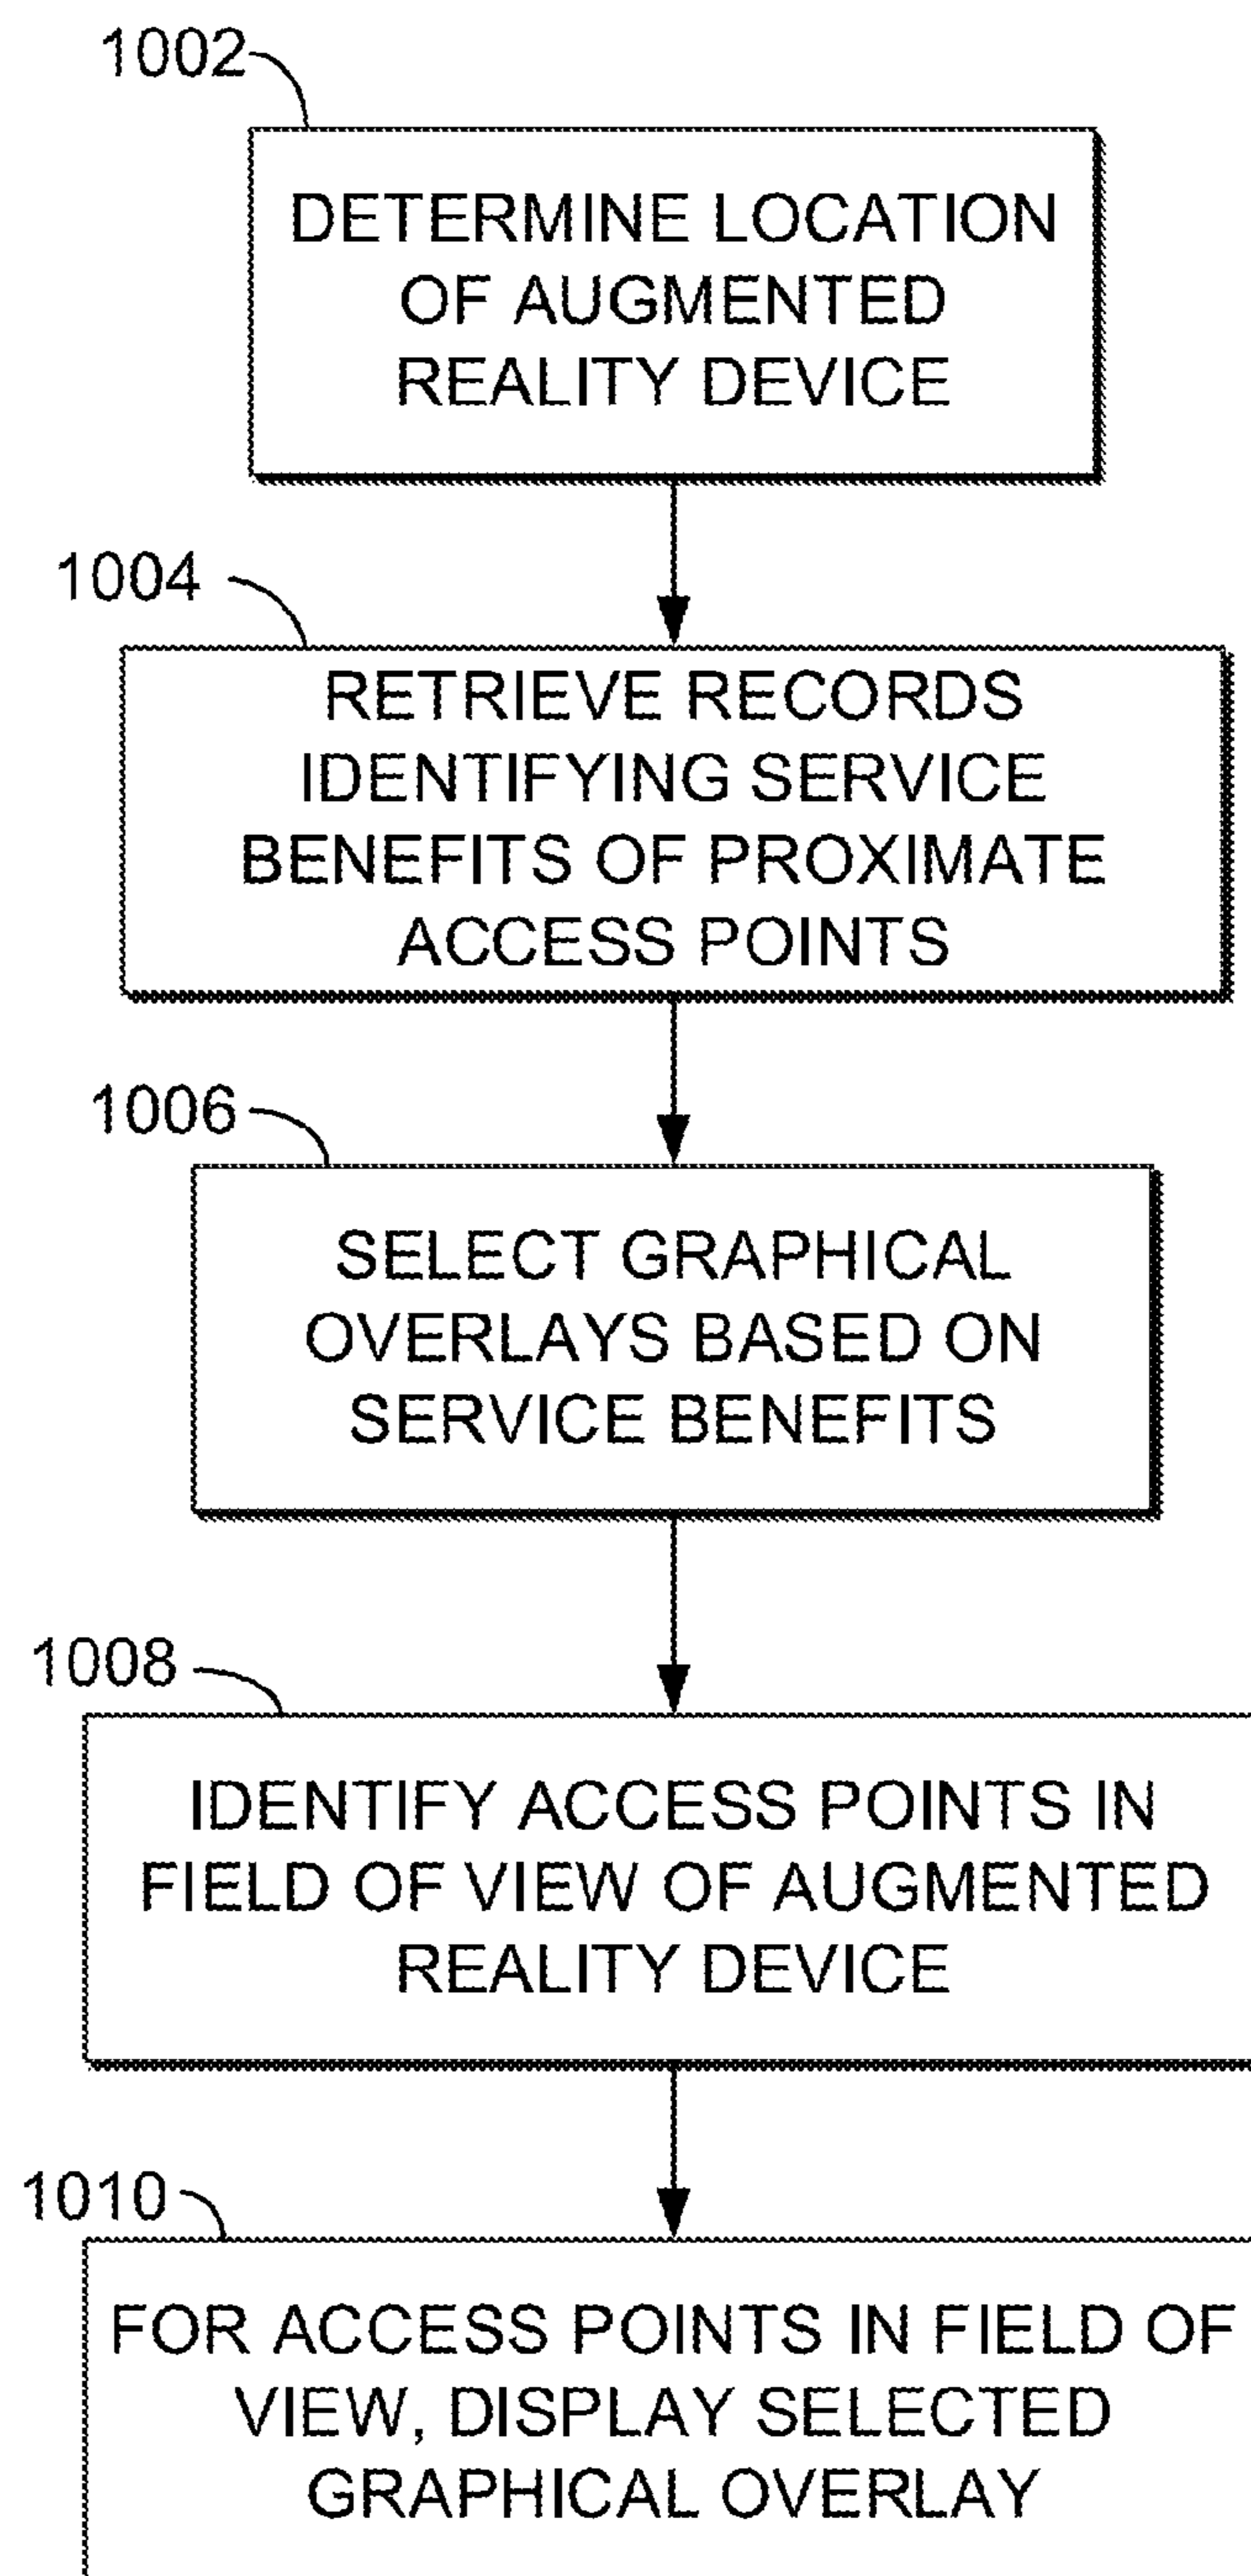 1002
DETERMINE LOCATION
OF AUGMENTED
REALITY DEVICE
1004
RETRIEVE RECORDS
IDENTIFYING SERVICE
BENEFITS OF PROXIMATE
ACCESS POINTS
1006
SELECT GRAPHICAL
OVERLAYS BASED ON
SERVICE BENEFITS
1008
IDENTIFY ACCESS POINTS IN
FIELD OF VIEW OF AUGMENTED
REALITY DEVICE
1010
FOR ACCESS POINTS IN FIELD OF
VIEW, DISPLAY SELECTED
GRAPHICAL OVERLAY